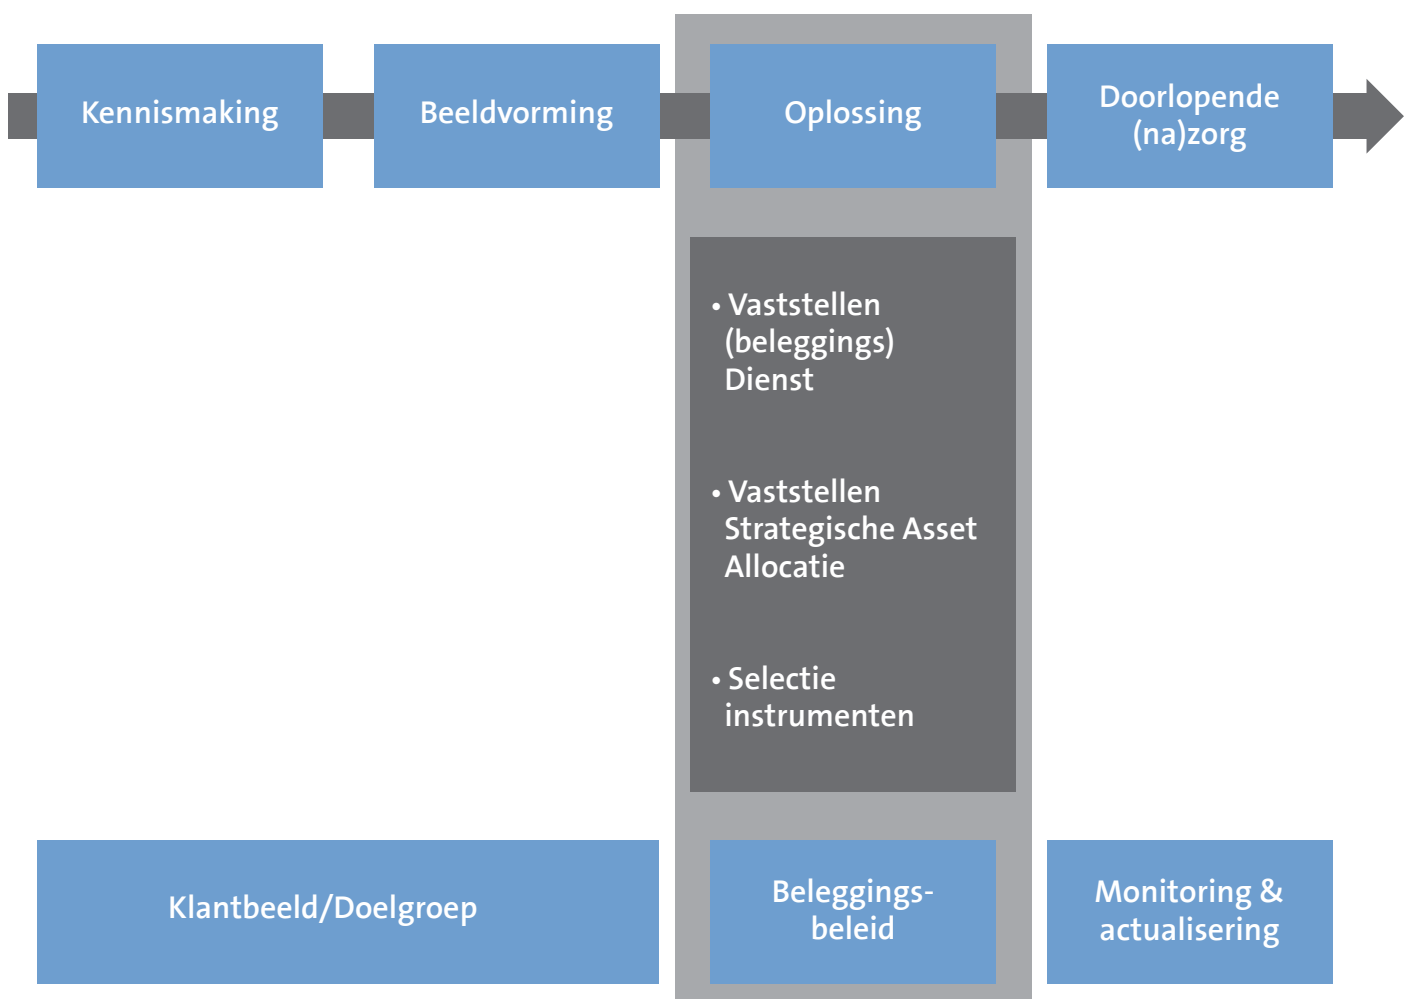 Kennismaking
Beeldvorming
Oplossing
Doorlopende
(na)zorg
• Vaststellen
(beleggings)
Dienst
• Vaststellen
Strategische Asset
Allocatie
• Selectie
instrumenten
Klantbeeld/Doelgroep
Beleggings-
beleid
Monitoring &
actualisering